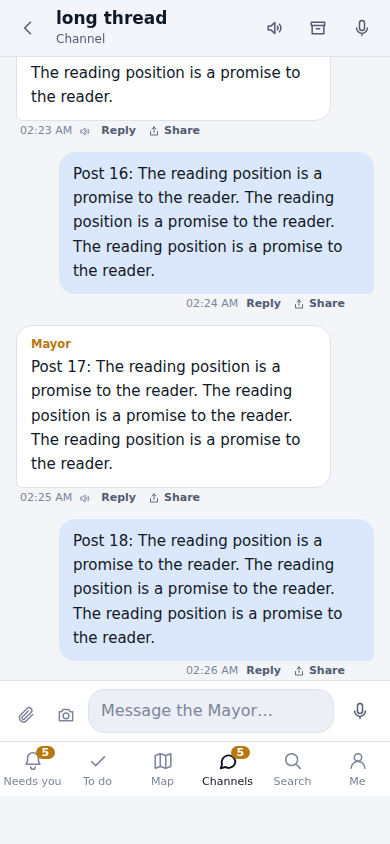 long thread
Channel
The reading position is a promise to
the reader.
02:23 AM Reply Share
Post 16: The reading position is a
promise to the reader. The reading
position is a promise to the reader.
The reading position is a promise to
the reader.
02:24 AM Reply Share
Mayor
Post 17: The reading position is a
promise to the reader. The reading
position is a promise to the reader.
The reading position is a promise to
the reader.
02:25 AM Reply Share
Post 18: The reading position is a
promise to the reader. The reading
position is a promise to the reader.
The reading position is a promise to
the reader.
02:26 AM Reply Share
Message the Mayor...
5 5
Needs you To do Map Channels Search Me